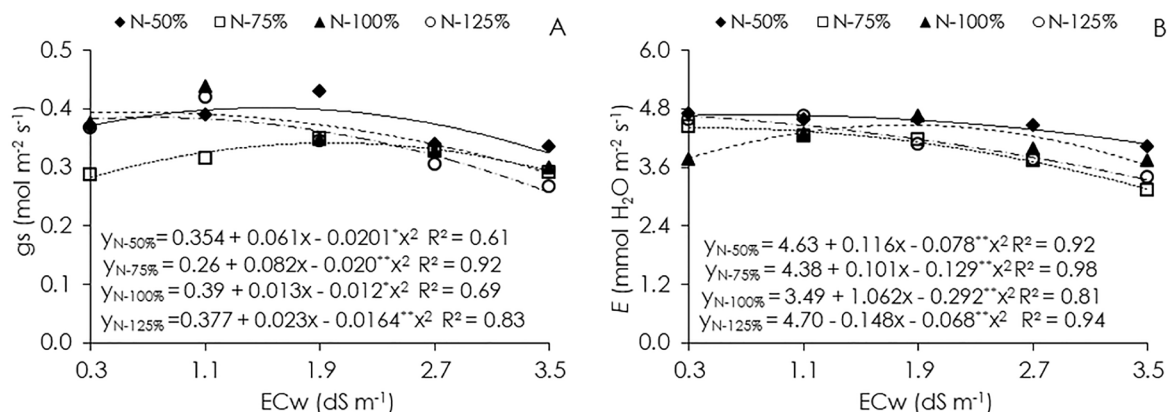 N-50% N-75% N-100% N-125% A
0.5
0.4
0.3
0.2
0.1
0.0
gs (mol m⁻² s⁻¹)
yN-50%= 0.354 + 0.061x - 0.0201*x² R² = 0.61
yN-75%= 0.26 + 0.082x - 0.020**x² R² = 0.92
yN-100%= 0.39 + 0.013x - 0.012*x² R² = 0.69
yN-125%=0.377 + 0.023x - 0.0164**x² R² = 0.83
0.3 1.1 1.9 2.7 3.5
ECw (dS m⁻¹)
N-50% N-75% N-100% N-125% B
6.0
4.8
3.6
2.4
1.2
0.0
E (mmol H₂O m⁻² s⁻¹)
yN-50%= 4.63 + 0.116x - 0.078**x² R² = 0.92
yN-75%= 4.38 + 0.101x - 0.129**x² R² = 0.98
yN-100%= 3.49 + 1.062x - 0.292**x² R² = 0.81
yN-125%= 4.70 - 0.148x - 0.068**x² R² = 0.94
0.3 1.1 1.9 2.7 3.5
ECw (dS m⁻¹)